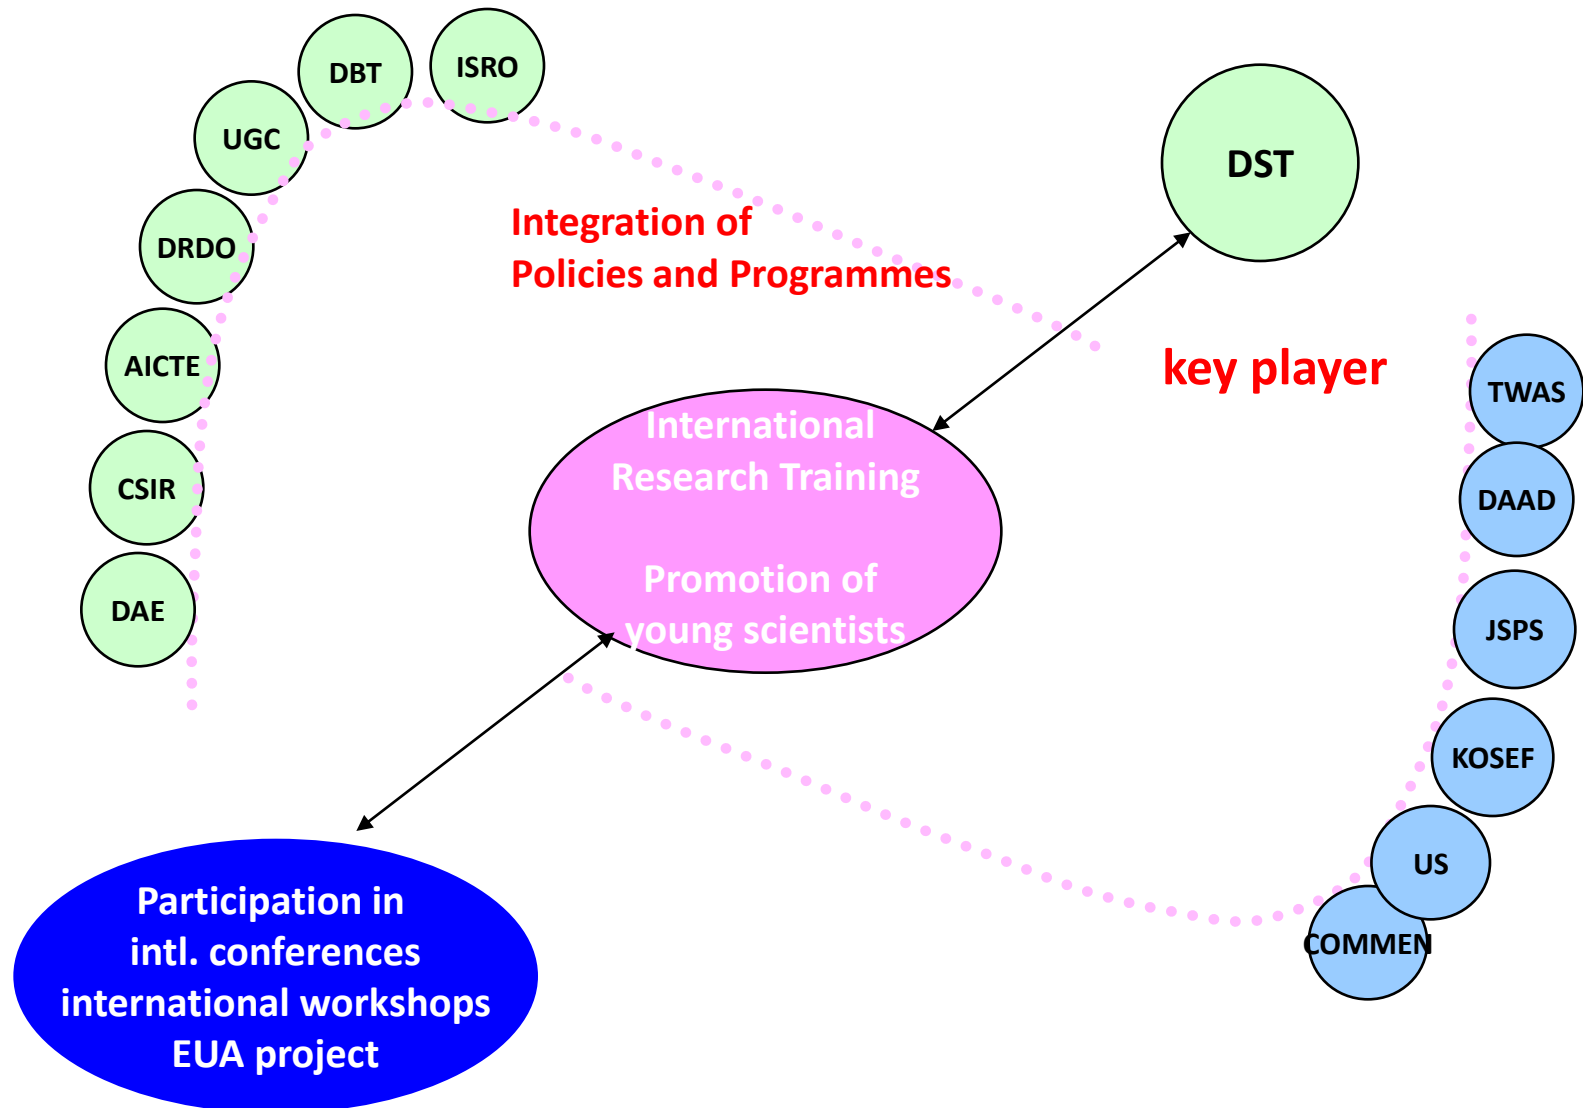 ISRO
DBT
UGC
DST
DRDO
Integration of
Policies and Programmes
AICTE
key player
TWAS
International
Research Training
CSIR
DAAD
Promotion of
young scientists
DAE
JSPS
KOSEF
US
COMMEN
Participation in
intl. conferences
international workshops
EUA project